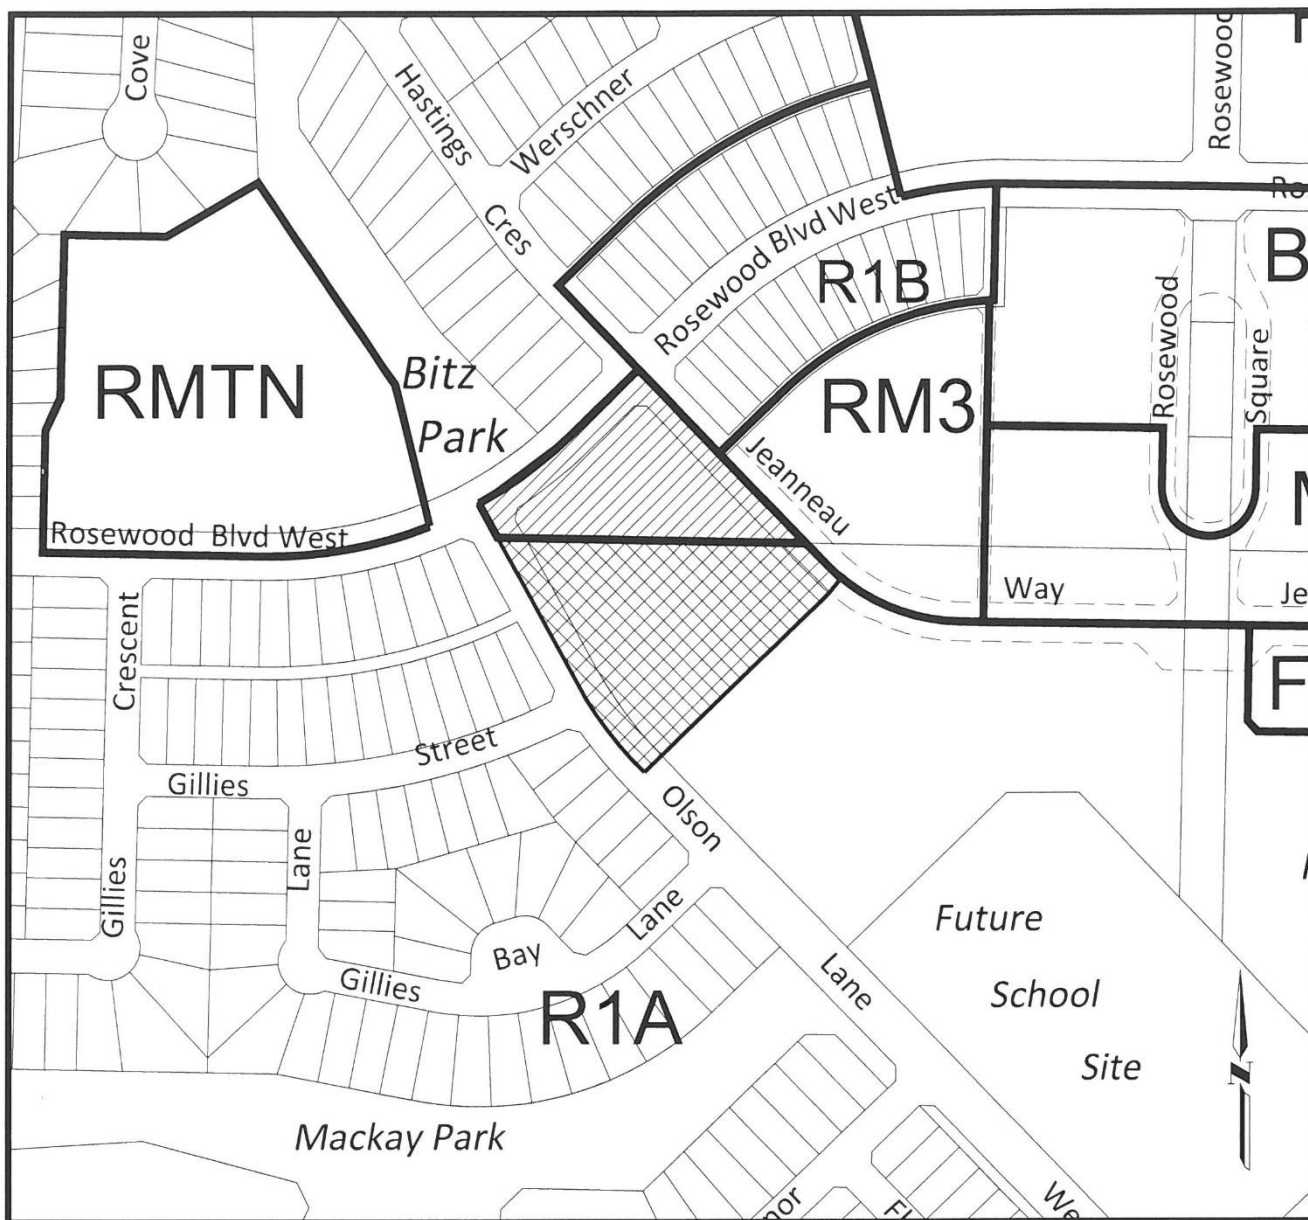 Cove
Hastings
Cres
Werschner
Rosewood
Rosewood Blvd West
R1B
B
RMTN
Bitz
Park
RM3
Rosewood
Square
Jeanneau
Way
Rosewood Blvd West
Crescent
Street
Gillies
Gillies
Lane
Olson
Lane
F
Bay
Lane
Gillies
R1A
Future
School
Site
N
Mackay Park